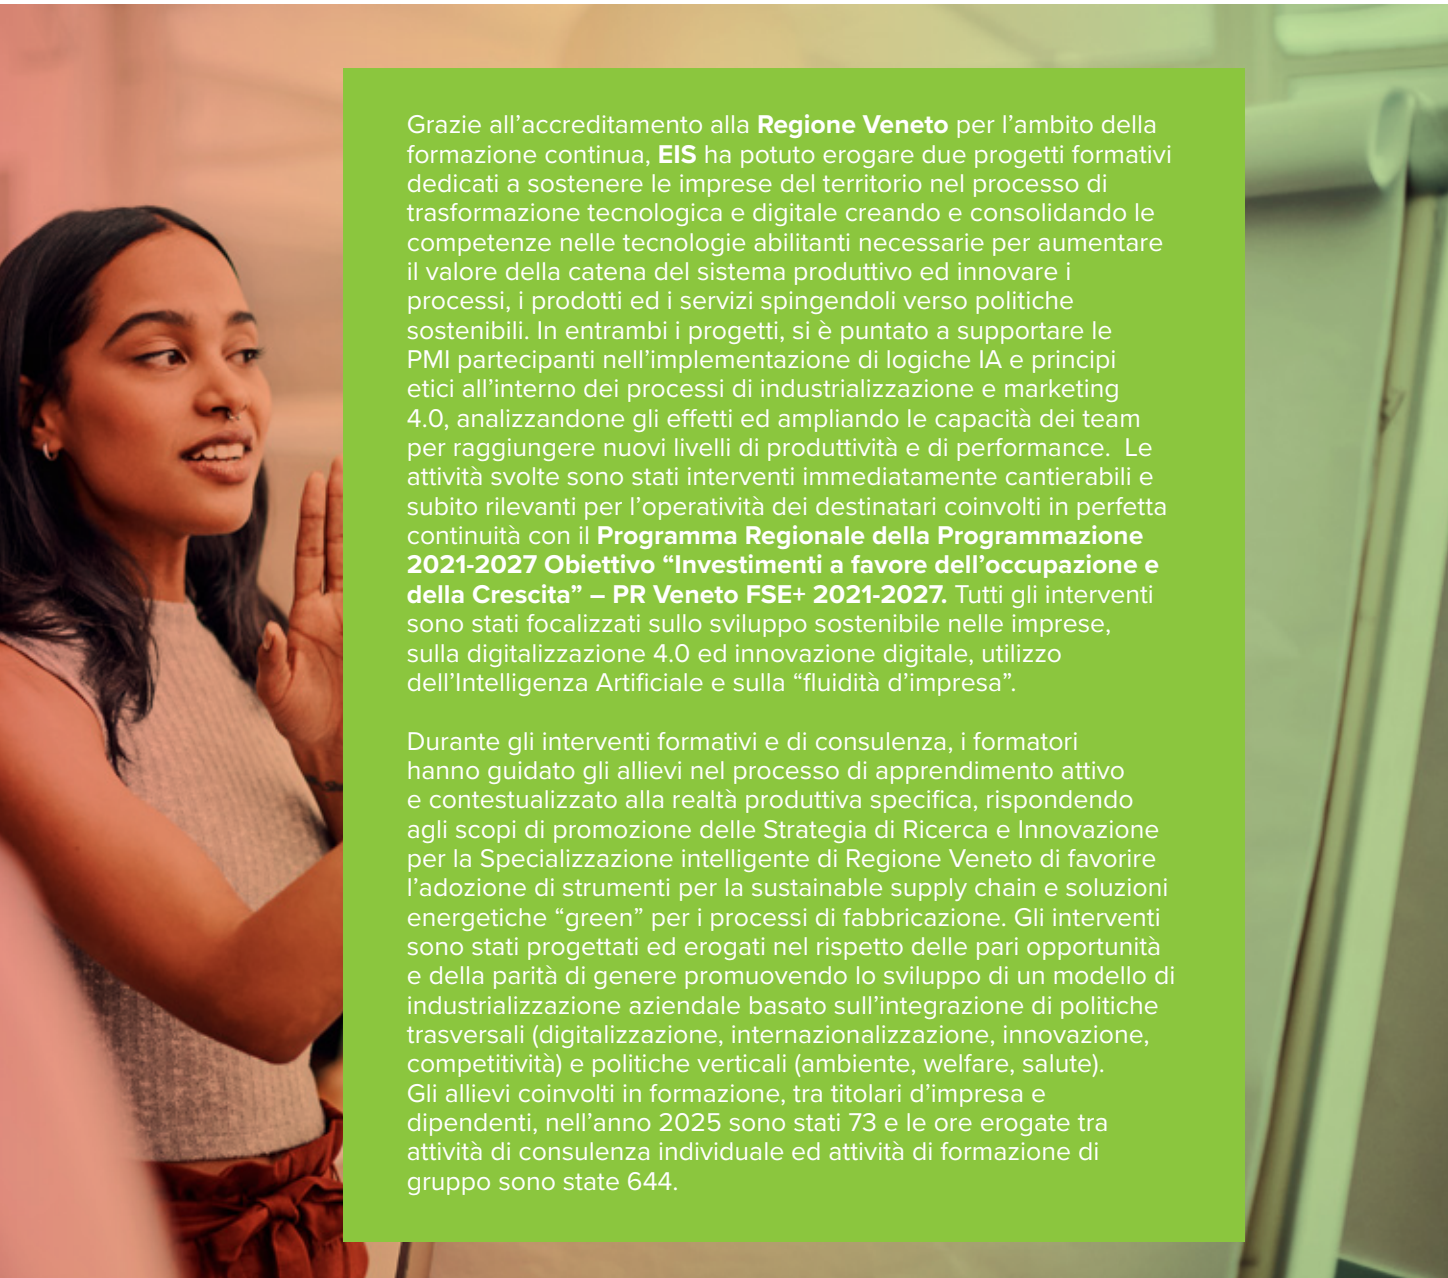 Grazie all’accreditamento alla Regione Veneto per l’ambito della
formazione continua, EIS ha potuto erogare due progetti formativi
dedicati a sostenere le imprese del territorio nel processo di
trasformazione tecnologica e digitale creando e consolidando le
competenze nelle tecnologie abilitanti necessarie per aumentare
il valore della catena del sistema produttivo ed innovare i
processi, i prodotti ed i servizi spingendoli verso politiche
sostenibili. In entrambi i progetti, si è puntato a supportare le
PMI partecipanti nell’implementazione di logiche IA e principi
etici all’interno dei processi di industrializzazione e marketing
4.0, analizzandone gli effetti ed ampliando le capacità dei team
per raggiungere nuovi livelli di produttività e di performance.  Le
attività svolte sono stati interventi immediatamente cantierabili e
subito rilevanti per l’operatività dei destinatari coinvolti in perfetta
continuità con il Programma Regionale della Programmazione
2021-2027 Obiettivo “Investimenti a favore dell’occupazione e
della Crescita” – PR Veneto FSE+ 2021-2027. Tutti gli interventi
sono stati focalizzati sullo sviluppo sostenibile nelle imprese,
sulla digitalizzazione 4.0 ed innovazione digitale, utilizzo
dell’Intelligenza Artificiale e sulla “fluidità d’impresa”.

Durante gli interventi formativi e di consulenza, i formatori
hanno guidato gli allievi nel processo di apprendimento attivo
e contestualizzato alla realtà produttiva specifica, rispondendo
agli scopi di promozione delle Strategia di Ricerca e Innovazione
per la Specializzazione intelligente di Regione Veneto di favorire
l’adozione di strumenti per la sustainable supply chain e soluzioni
energetiche “green” per i processi di fabbricazione. Gli interventi
sono stati progettati ed erogati nel rispetto delle pari opportunità
e della parità di genere promuovendo lo sviluppo di un modello di
industrializzazione aziendale basato sull’integrazione di politiche
trasversali (digitalizzazione, internazionalizzazione, innovazione,
competitività) e politiche verticali (ambiente, welfare, salute).
Gli allievi coinvolti in formazione, tra titolari d’impresa e
dipendenti, nell’anno 2025 sono stati 73 e le ore erogate tra
attività di consulenza individuale ed attività di formazione di
gruppo sono state 644.